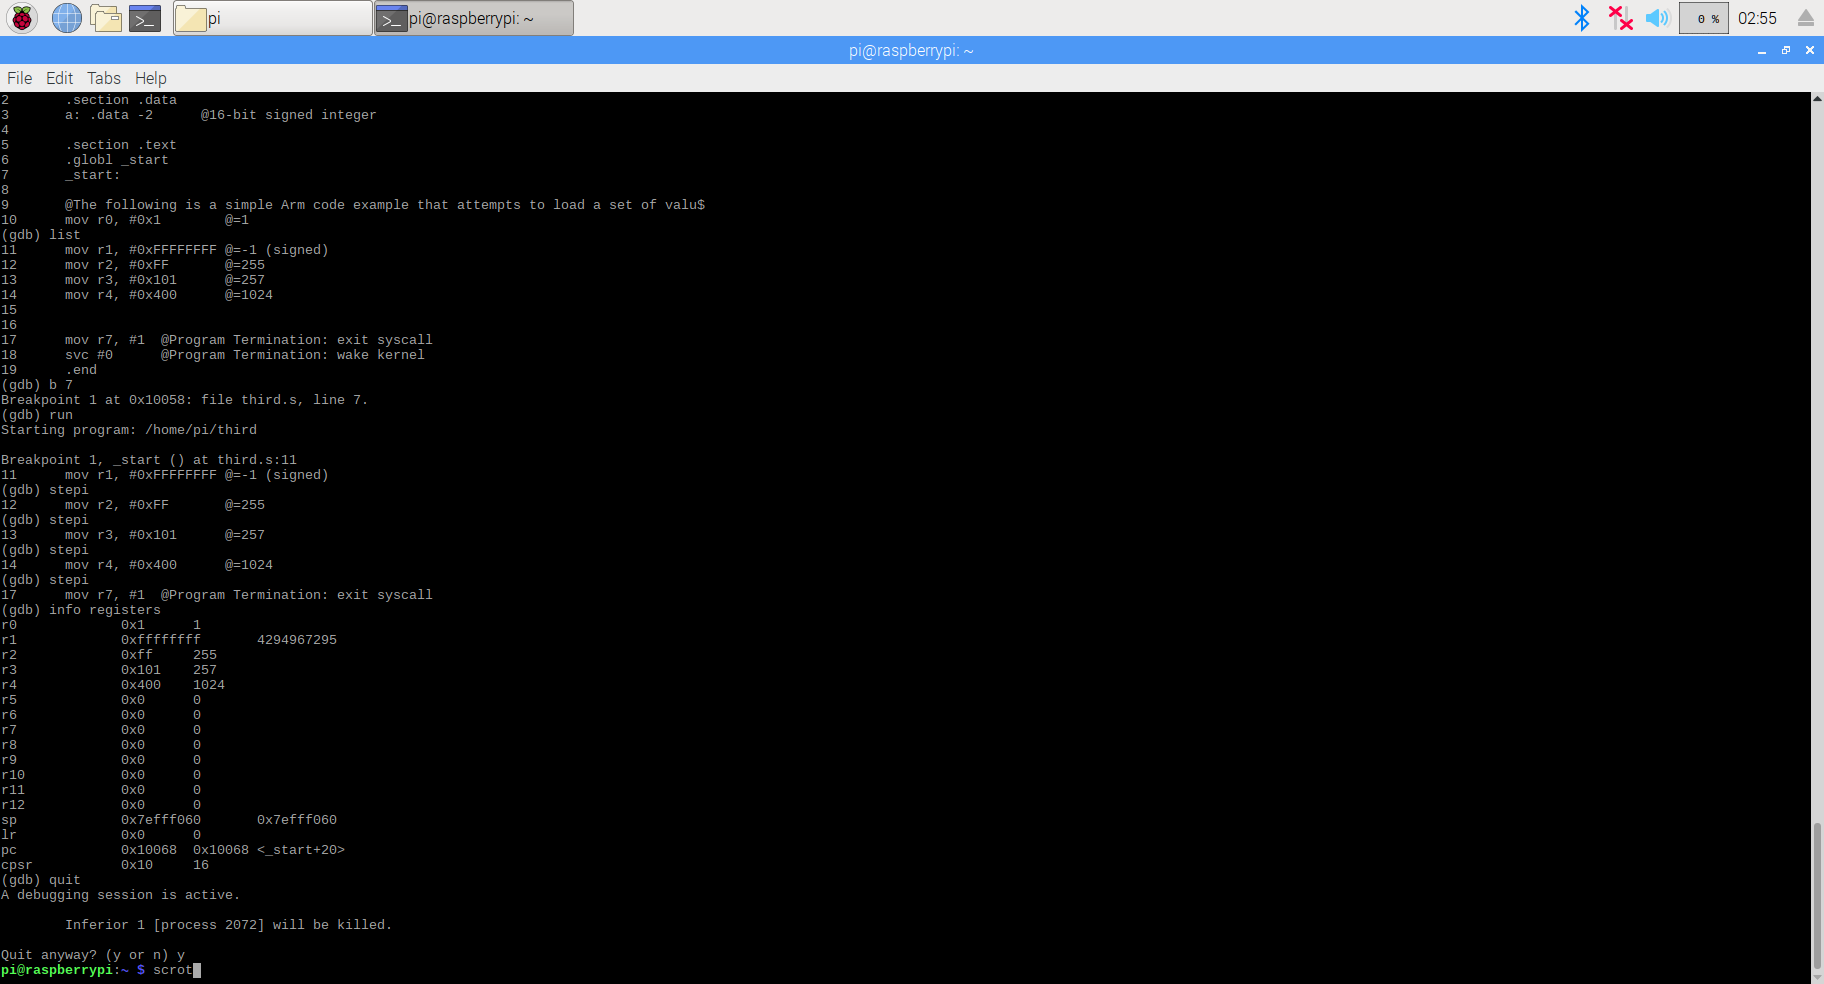 pi
pi@raspberrypi: ~
0 %
02:55
pi@raspberrypi: ~
File Edit Tabs Help
2       .section .data
3       a: .data -2      @16-bit signed integer
4
5       .section .text
6       .globl _start
7       _start:
8
9       @The following is a simple Arm code example that attempts to load a set of valu$
10      mov r0, #0x1        @=1
(gdb) list
11      mov r1, #0xFFFFFFFF @=-1 (signed)
12      mov r2, #0xFF       @=255
13      mov r3, #0x101      @=257
14      mov r4, #0x400      @=1024
15
16
17      mov r7, #1  @Program Termination: exit syscall
18      svc #0      @Program Termination: wake kernel
19      .end
(gdb) b 7
Breakpoint 1 at 0x10058: file third.s, line 7.
(gdb) run
Starting program: /home/pi/third
Breakpoint 1, _start () at third.s:11
11      mov r1, #0xFFFFFFFF @=-1 (signed)
(gdb) stepi
12      mov r2, #0xFF       @=255
(gdb) stepi
13      mov r3, #0x101      @=257
(gdb) stepi
14      mov r4, #0x400      @=1024
(gdb) stepi
17      mov r7, #1  @Program Termination: exit syscall
(gdb) info registers
r0             0x1      1
r1             0xffffffff       4294967295
r2             0xff     255
r3             0x101    257
r4             0x400    1024
r5             0x0      0
r6             0x0      0
r7             0x0      0
r8             0x0      0
r9             0x0      0
r10            0x0      0
r11            0x0      0
r12            0x0      0
sp             0x7efff060       0x7efff060
lr             0x0      0
pc             0x10068  0x10068 <_start+20>
cpsr           0x10     16
(gdb) quit
A debugging session is active.
Inferior 1 [process 2072] will be killed.
Quit anyway? (y or n) y
pi@raspberrypi:~ $ scrot